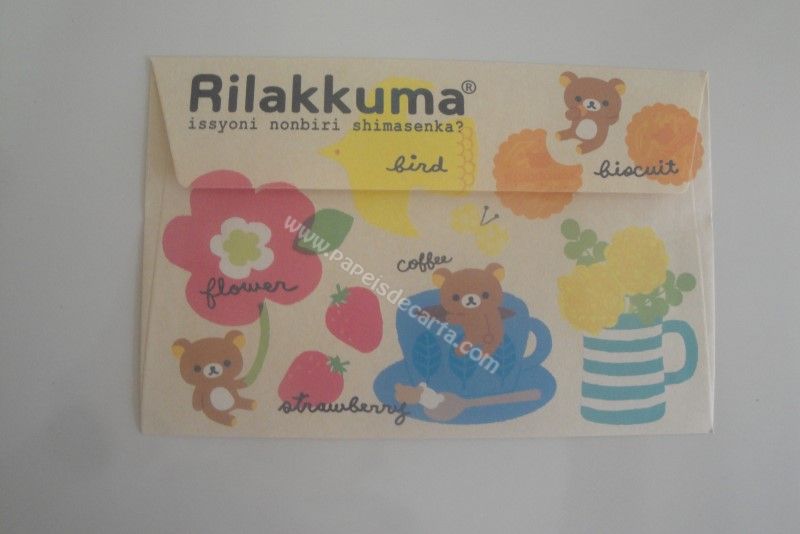 Rilakkuma®
issyoni nonbiri shimasenka?
bird
biscuit
flower
coffee
strawberry
www.papeisdecarta.com